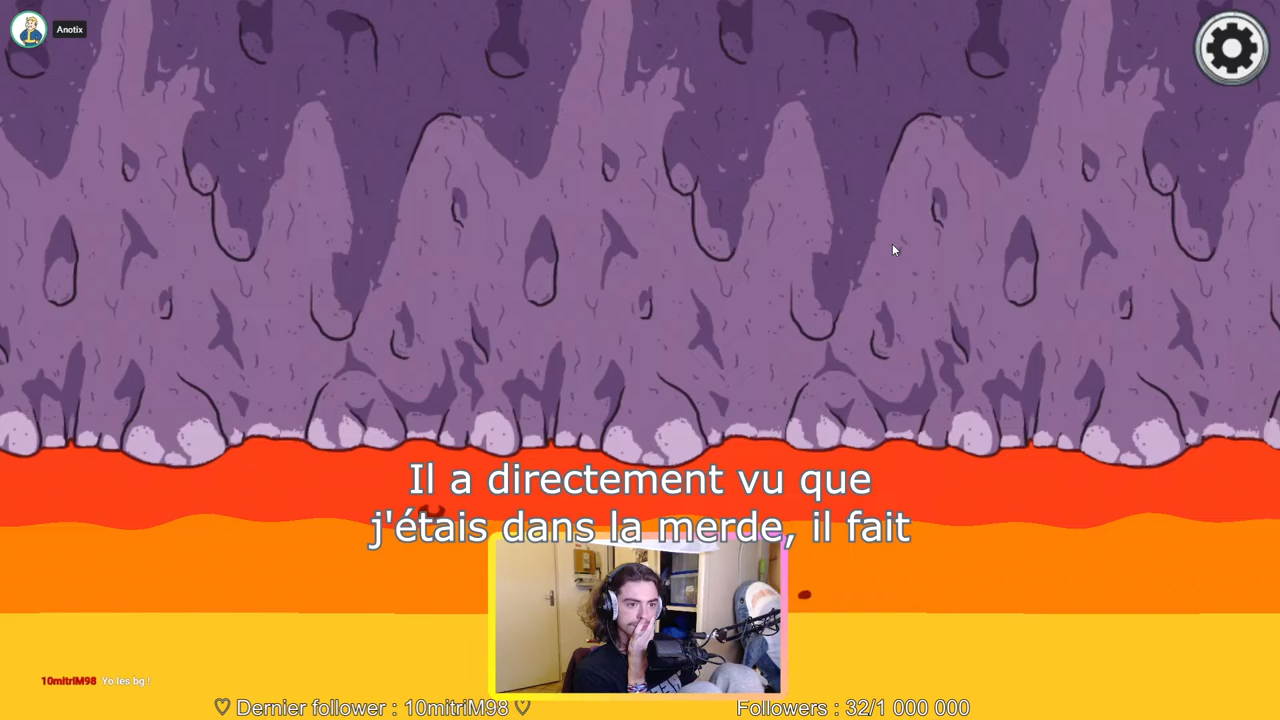 Anotix
Il a directement vu que
j'étais dans la merde, il fait
10mitriM98 Yo les bg !
♡ Dernier follower : 10mitriM98 ♡
Followers : 32/1 000 000